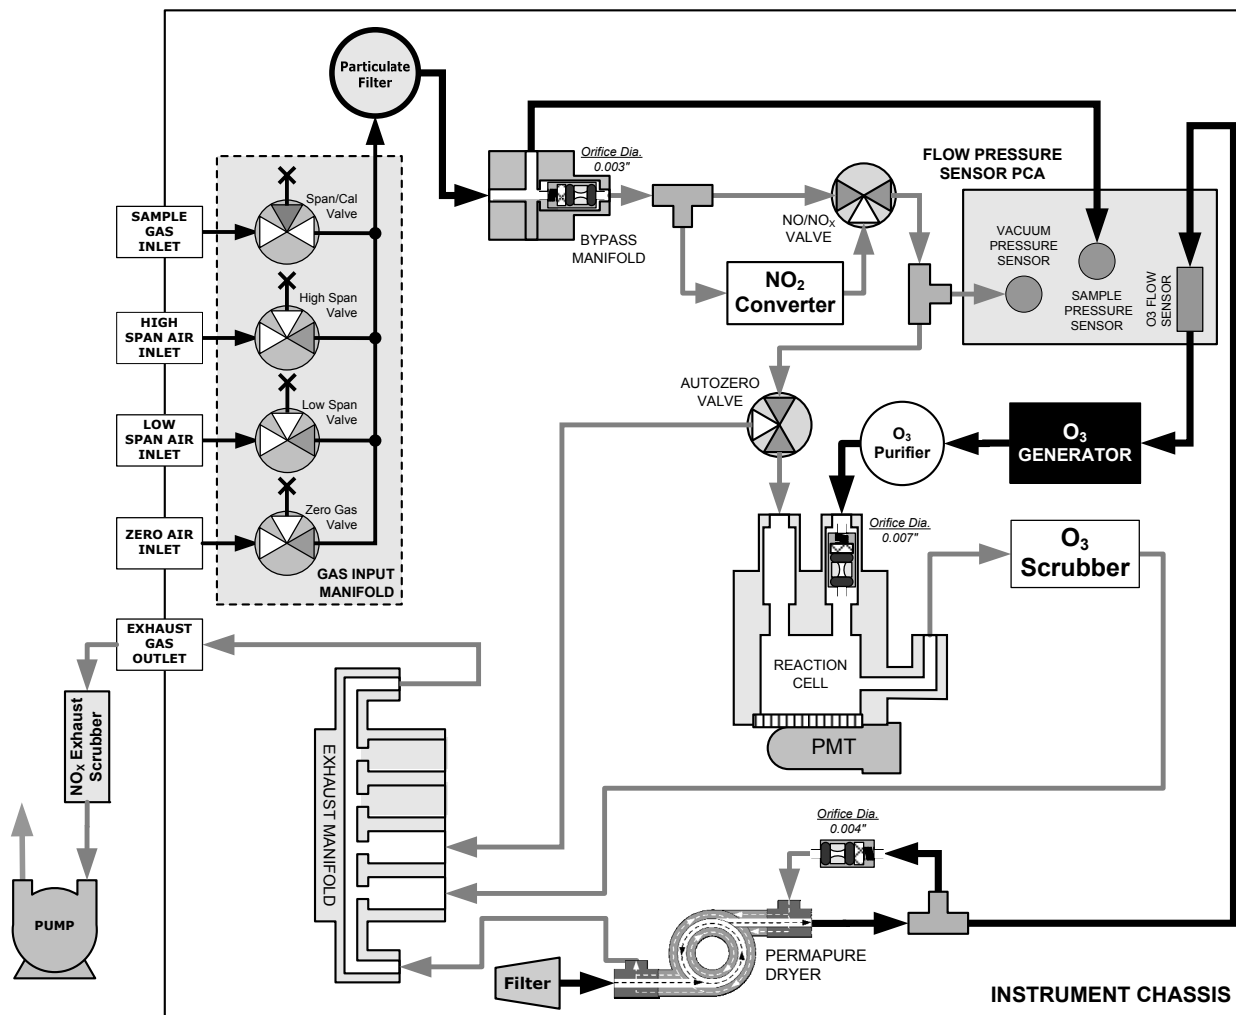 Particulate
Filter
Orifice Dia.
0.003"
FLOW PRESSURE
SENSOR PCA
Span/Cal
Valve
SAMPLE
GAS
INLET
NO/NOX
VALVE
BYPASS
MANIFOLD
VACUUM
PRESSURE
SENSOR
SAMPLE
PRESSURE
SENSOR
O3 FLOW
SENSOR
NO2
Converter
High Span
Valve
HIGH
SPAN AIR
INLET
AUTOZERO
VALVE
Low Span
Valve
LOW
SPAN AIR
INLET
O3
Purifier
O3
GENERATOR
Zero Gas
Valve
ZERO AIR
INLET
Orifice Dia.
0.007"
O3
Scrubber
GAS INPUT
MANIFOLD
EXHAUST
GAS
OUTLET
REACTION
CELL
NOX Exhaust
Scrubber
PMT
EXHAUST MANIFOLD
Orifice Dia.
0.004"
PUMP
PERMAPURE
DRYER
Filter
INSTRUMENT CHASSIS